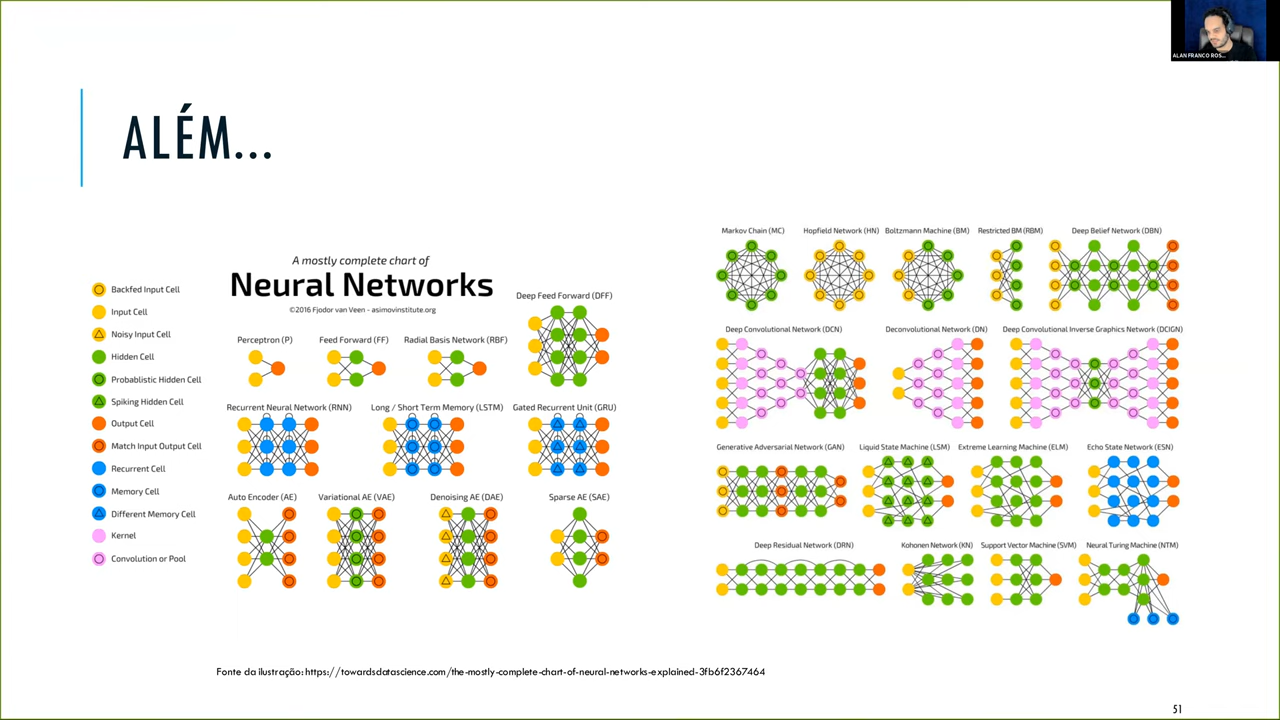 ALAN FRANCO ROS...
ALÉM...
A mostly complete chart of
Neural Networks
©2016 Fjodor van Veen - asimovinstitute.org
Backfed Input Cell
Input Cell
Noisy Input Cell
Hidden Cell
Probablistic Hidden Cell
Spiking Hidden Cell
Output Cell
Match Input Output Cell
Recurrent Cell
Memory Cell
Different Memory Cell
Kernel
Convolution or Pool
Deep Feed Forward (DFF)
Perceptron (P)
Feed Forward (FF)
Radial Basis Network (RBF)
Recurrent Neural Network (RNN)
Long / Short Term Memory (LSTM)
Gated Recurrent Unit (GRU)
Auto Encoder (AE)
Variational AE (VAE)
Denoising AE (DAE)
Sparse AE (SAE)
Markov Chain (MC)
Hopfield Network (HN)
Boltzmann Machine (BM)
Restricted BM (RBM)
Deep Belief Network (DBN)
Deep Convolutional Network (DCN)
Deconvolutional Network (DN)
Deep Convolutional Inverse Graphics Network (DCIGN)
Generative Adversarial Network (GAN)
Liquid State Machine (LSM)
Extreme Learning Machine (ELM)
Echo State Network (ESN)
Deep Residual Network (DRN)
Kohonen Network (KN)
Support Vector Machine (SVM)
Neural Turing Machine (NTM)
Fonte da ilustração: https://towardsdatascience.com/the-mostly-complete-chart-of-neural-networks-explained-3fb6f2367464
51